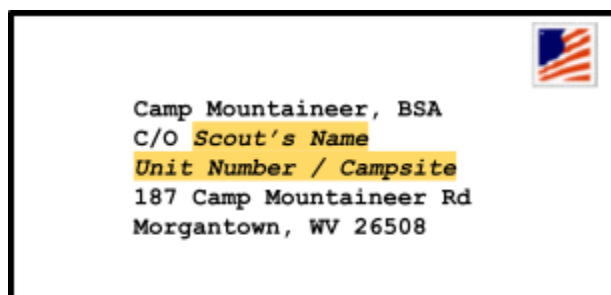 Camp Mountaineer, BSA
C/O Scout's Name
Unit Number / Campsite
187 Camp Mountaineer Rd
Morgantown, WV 26508